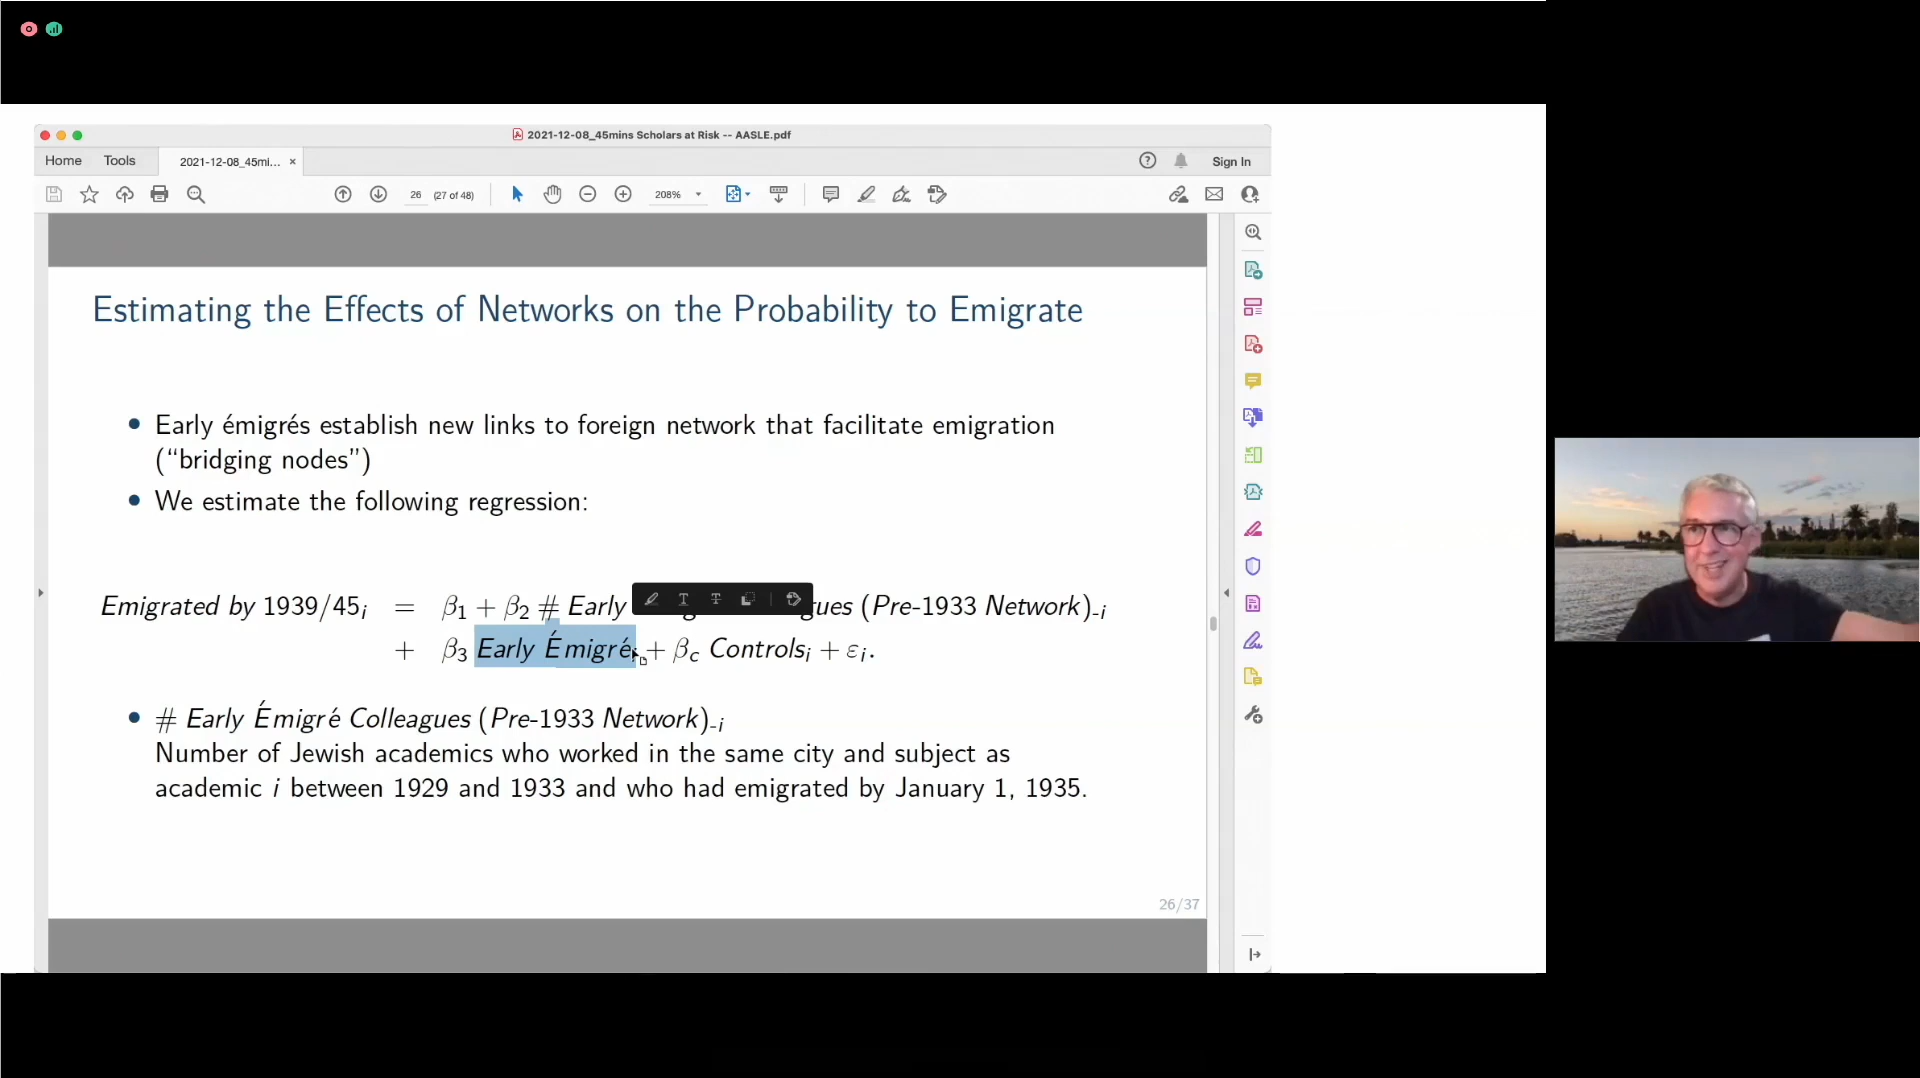 2021-12-08_45mins Scholars at Risk -- AASLE.pdf
Home Tools 2021-12-08_45mi... × Sign In
26 (27 of 48) 208%
Estimating the Effects of Networks on the Probability to Emigrate
• Early émigrés establish new links to foreign network that facilitate emigration
(“bridging nodes”)
• We estimate the following regression:
Emigrated by 1939/45i = β1 + β2 # Early gues (Pre-1933 Network)-i
+ β3 Early Émigréi + βc Controlsi + εi.
• # Early Émigré Colleagues (Pre-1933 Network)-i
Number of Jewish academics who worked in the same city and subject as
academic i between 1929 and 1933 and who had emigrated by January 1, 1935.
26/37